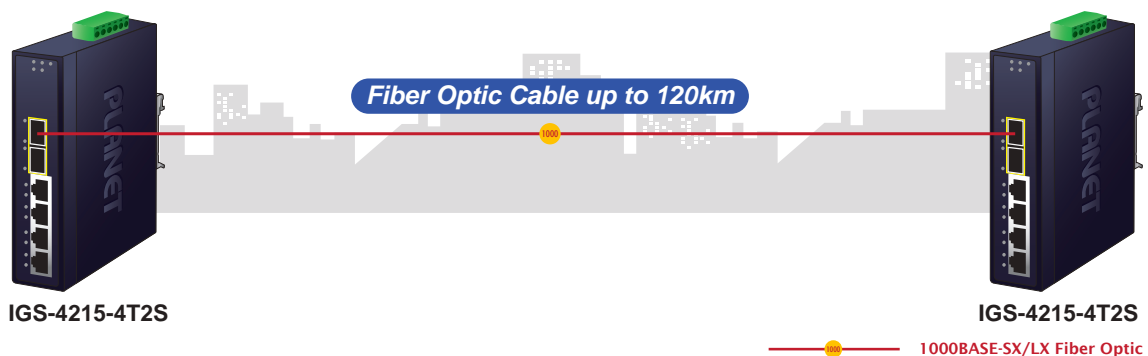 Fiber Optic Cable up to 120km
PLANET
1000
PLANET
IGS-4215-4T2S
IGS-4215-4T2S
1000
1000BASE-SX/LX Fiber Optic